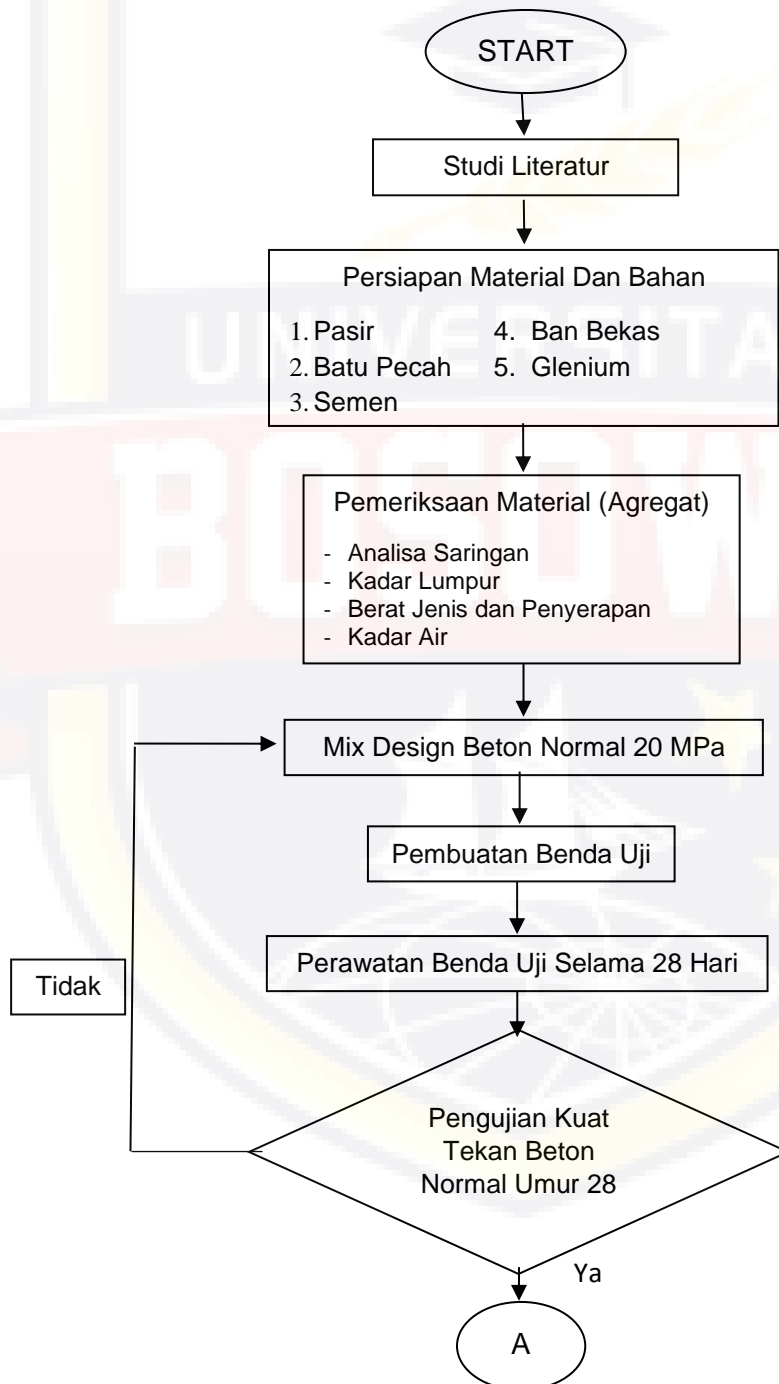 START
Studi Literatur
Persiapan Material Dan Bahan
1. Pasir 4. Ban Bekas
2. Batu Pecah 5. Glenium
3. Semen
Pemeriksaan Material (Agregat)
- Analisa Saringan
- Kadar Lumpur
- Berat Jenis dan Penyerapan
- Kadar Air
Mix Design Beton Normal 20 MPa
Pembuatan Benda Uji
Perawatan Benda Uji Selama 28 Hari
Tidak
Pengujian Kuat
Tekan Beton
Normal Umur 28
Ya
A
UNIVERSITA
BOSOW